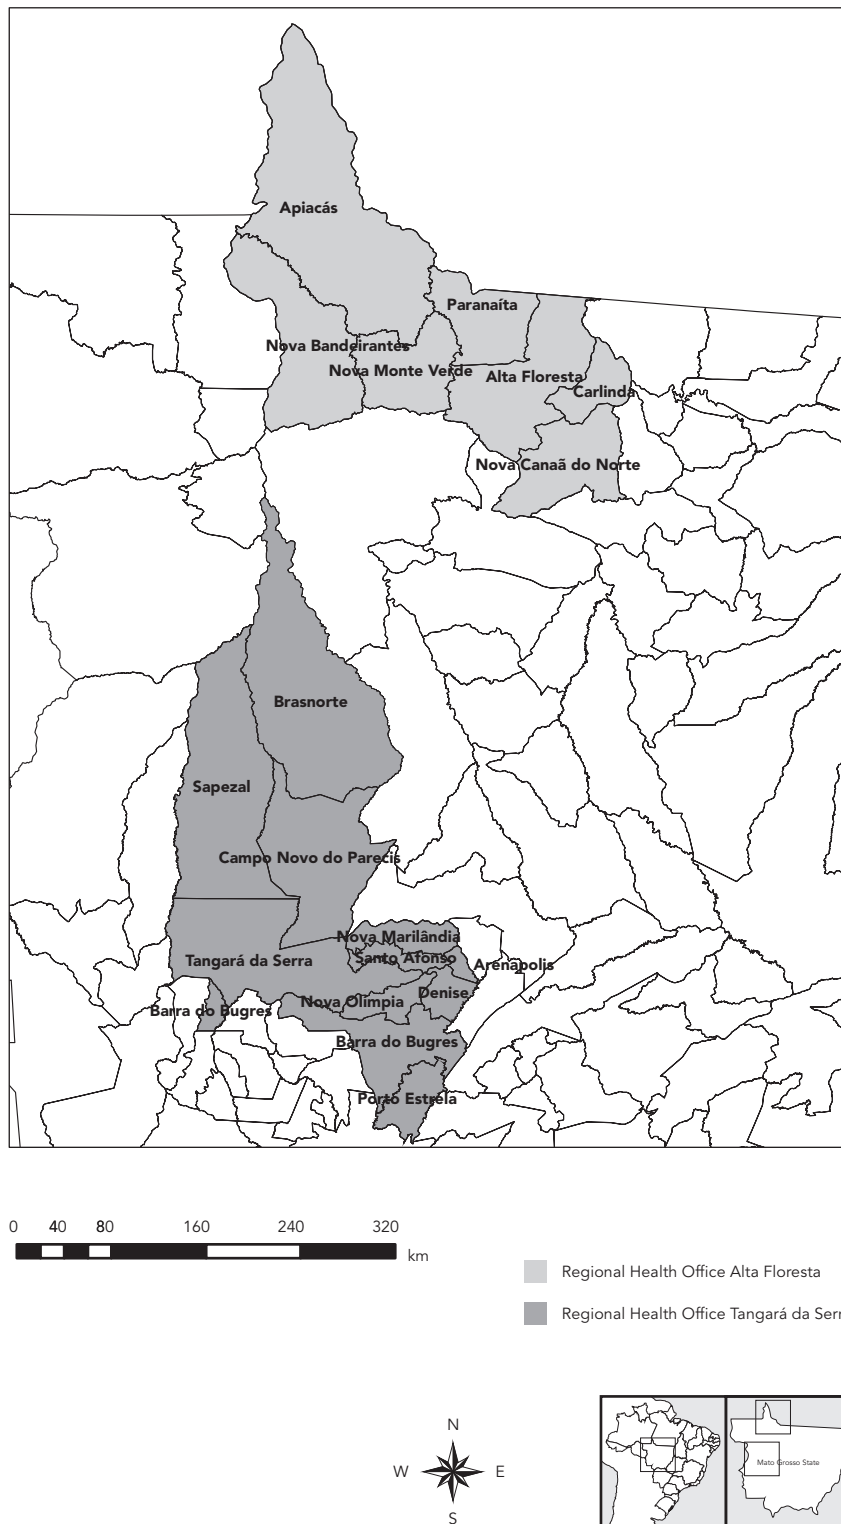 Apiacás
Paranaíta
Nova Bandeirantes
Nova Monte Verde
Alta Floresta
Carlinda
Nova Canaã do Norte
Brasnorte
Sapezal
Campo Novo do Parecis
Nova Marilândia
Santo Afonso
Tangará da Serra
Arenápolis
Denise
Nova Olímpia
Barra do Bugres
Barra do Bugres
Porto Estrela
0 40 80 160 240 320
km
Regional Health Office Alta Floresta
Regional Health Office Tangará da Serr
N
W E
S
Mato Grosso State